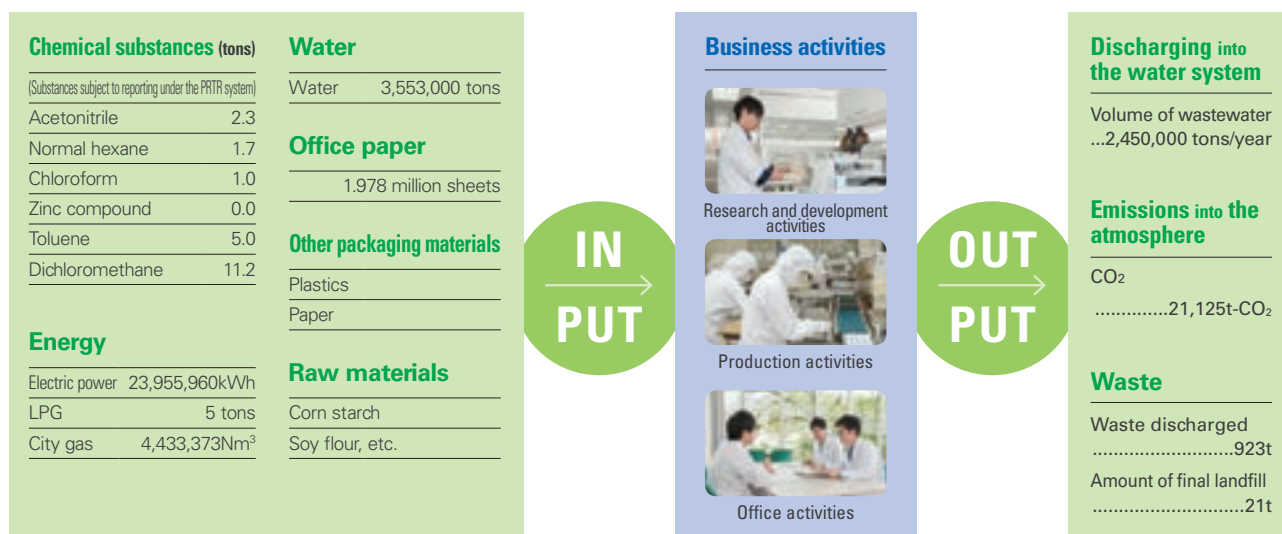 Chemical substances (tons)
(Substances subject to reporting under the PRTR system)
Acetonitrile 2.3
Normal hexane 1.7
Chloroform 1.0
Zinc compound 0.0
Toluene 5.0
Dichloromethane 11.2
Energy
Electric power 23,955,960kWh
LPG 5 tons
City gas 4,433,373Nm³
Water
Water 3,553,000 tons
Office paper
1.978 million sheets
Other packaging materials
Plastics
Paper
Raw materials
Corn starch
Soy flour, etc.
IN
PUT
Business activities
Research and development
activities
Production activities
Office activities
OUT
PUT
Discharging into
the water system
Volume of wastewater
...2,450,000 tons/year
Emissions into the
atmosphere
CO₂
..............21,125t-CO₂
Waste
Waste discharged
...........................923t
Amount of final landfill
.............................21t